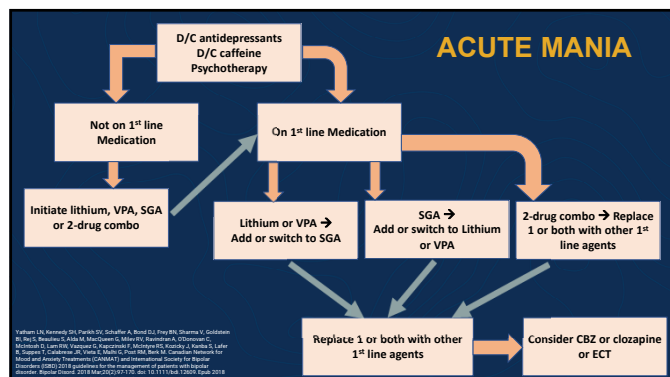 D/C antidepressants
D/C caffeine
Psychotherapy
ACUTE MANIA
Not on 1st line
Medication
On 1st line Medication
Initiate lithium, VPA, SGA
or 2-drug combo
Lithium or VPA →
Add or switch to SGA
SGA →
Add or switch to Lithium
or VPA
2-drug combo → Replace
1 or both with other 1st
line agents
Yatham LN, Kennedy SH, Parikh SV, Schaffer A, Bond DJ, Frey BN, Sharma V, Goldstein
BI, Rej S, Beaulieu S, Alda M, MacQueen G, Milev RV, Ravindran A, O'Donovan C,
McIntosh D, Lam RW, Vazquez G, Kapczinski F, McIntyre RS, Kozicky J, Kanba S, Lafer
B, Suppes T, Calabrese JR, Vieta E, Malhi G, Post RM, Berk M. Canadian Network for
Mood and Anxiety Treatments (CANMAT) and International Society for Bipolar
Disorders (ISBD) 2018 guidelines for the management of patients with bipolar
disorder. Bipolar Disord. 2018 Mar;20(2):97-170. doi: 10.1111/bdi.12609. Epub 2018
Replace 1 or both with other
1st line agents
Consider CBZ or clozapine
or ECT